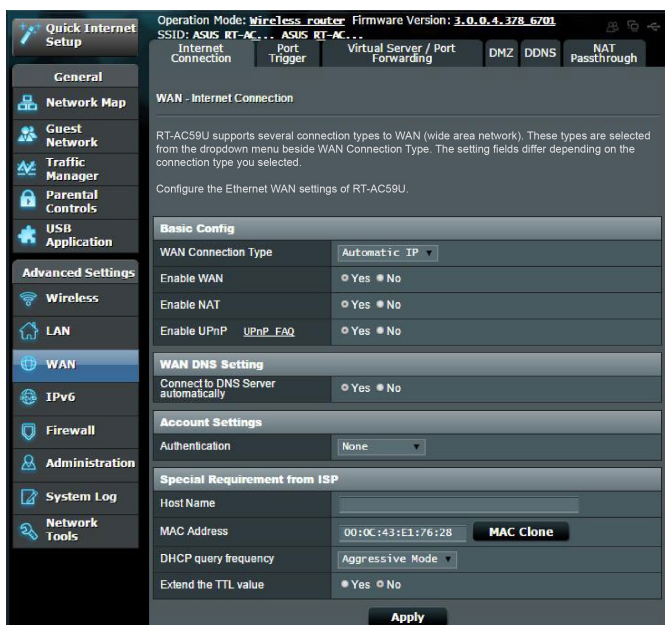 Quick Internet
Setup
General
Network Map
Guest
Network
Traffic
Manager
Parental
Controls
USB
Application
Advanced Settings
Wireless
LAN
WAN
IPv6
Firewall
Administration
System Log
Network
Tools
Operation Mode: Wireless router Firmware Version: 3.0.0.4.378_6701
SSID: ASUS RT-AC... ASUS RT-AC...
Internet
Connection
Port
Trigger
Virtual Server / Port
Forwarding
DMZ
DDNS
NAT
Passthrough
WAN - Internet Connection
RT-AC59U supports several connection types to WAN (wide area network). These types are selected
from the dropdown menu beside WAN Connection Type. The setting fields differ depending on the
connection type you selected.
Configure the Ethernet WAN settings of RT-AC59U.
Basic Config
WAN Connection Type Automatic IP
Enable WAN Yes No
Enable NAT Yes No
Enable UPnP UPnP FAQ Yes No
WAN DNS Setting
Connect to DNS Server
automatically
Yes No
Account Settings
Authentication None
Special Requirement from ISP
Host Name
MAC Address 00:0C:43:E1:76:28 MAC Clone
DHCP query frequency Aggressive Mode
Extend the TTL value Yes No
Apply